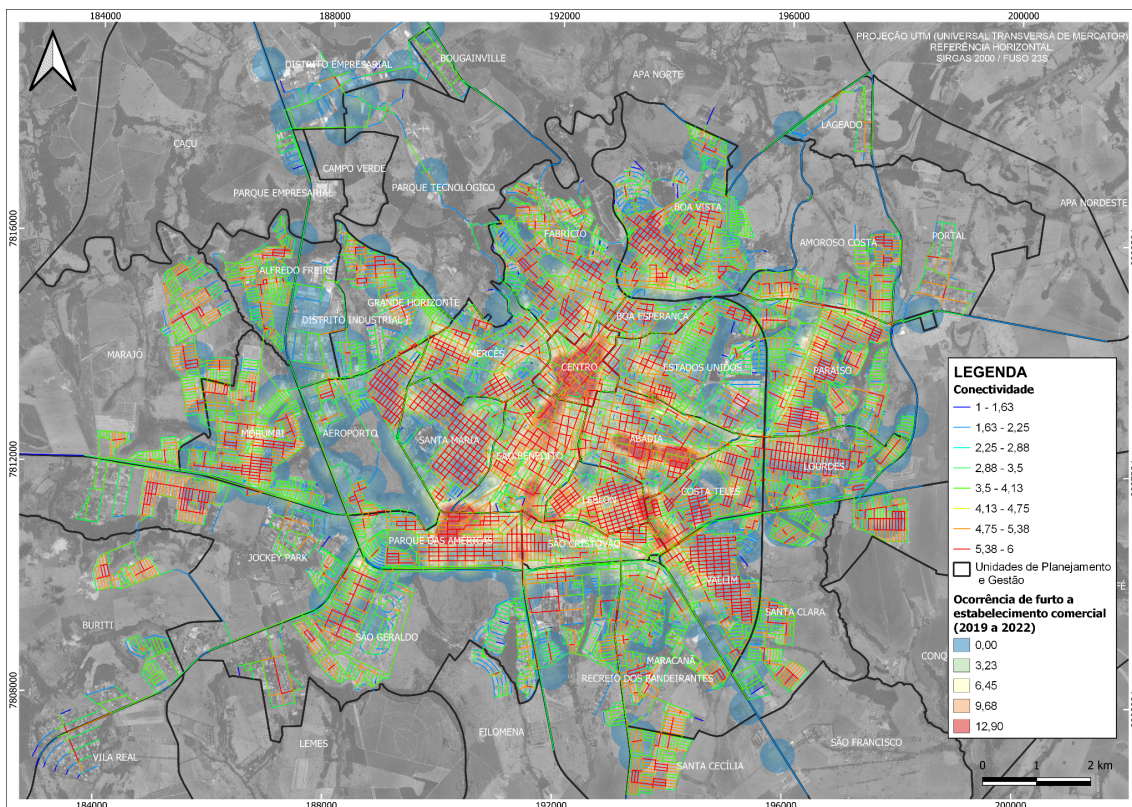 184000
188000
192000
196000
200000
PROJEÇÃO UTM (UNIVERSAL TRANSVERSA DE MERCATOR)
REFERÊNCIA HORIZONTAL:
SIRGAS 2000 / FUSO 23S
BOUGAINVILLE
DISTRITO EMPRESARIAL
APA NORTE
LAGEADO
CAÇU
CAMPO VERDE
PARQUE TECNOLÓGICO
PARQUE EMPRESARIAL
APA NORDESTE
BOA VISTA
7816000
FABRÍCIO
AMOROSO COSTA
PORTAL
ALFREDO FREIRE
GRANDE HORIZONTE
DISTRITO INDUSTRIAL I
BOA ESPERANÇA
MARAJÓ
MERCÊS
CENTRO
ESTADOS UNIDOS
PARAÍSO
MORUMBI
AEROPORTO
SANTA MARIA
ABADIA
7812000
SÃO BENEDITO
LOURDES
LEBLON
COSTA TELES
PARQUE DAS AMÉRICAS
SÃO CRISTOVÃO
JOCKEY PARK
VALLIM
BURITI
SANTA CLARA
SÃO GERALDO
MARACANÃ
RECREIO DOS BANDEIRANTES
7808000
FILOMENA
LEMES
VILA REAL
SÃO FRANCISCO
SANTA CECÍLIA
CONQ
LEGENDA
Conectividade
1 - 1,63
1,63 - 2,25
2,25 - 2,88
2,88 - 3,5
3,5 - 4,13
4,13 - 4,75
4,75 - 5,38
5,38 - 6
Unidades de Planejamento
e Gestão
Ocorrência de furto a
estabelecimento comercial
(2019 a 2022)
0,00
3,23
6,45
9,68
12,90
0 1 2 km
184000
188000
192000
196000
200000